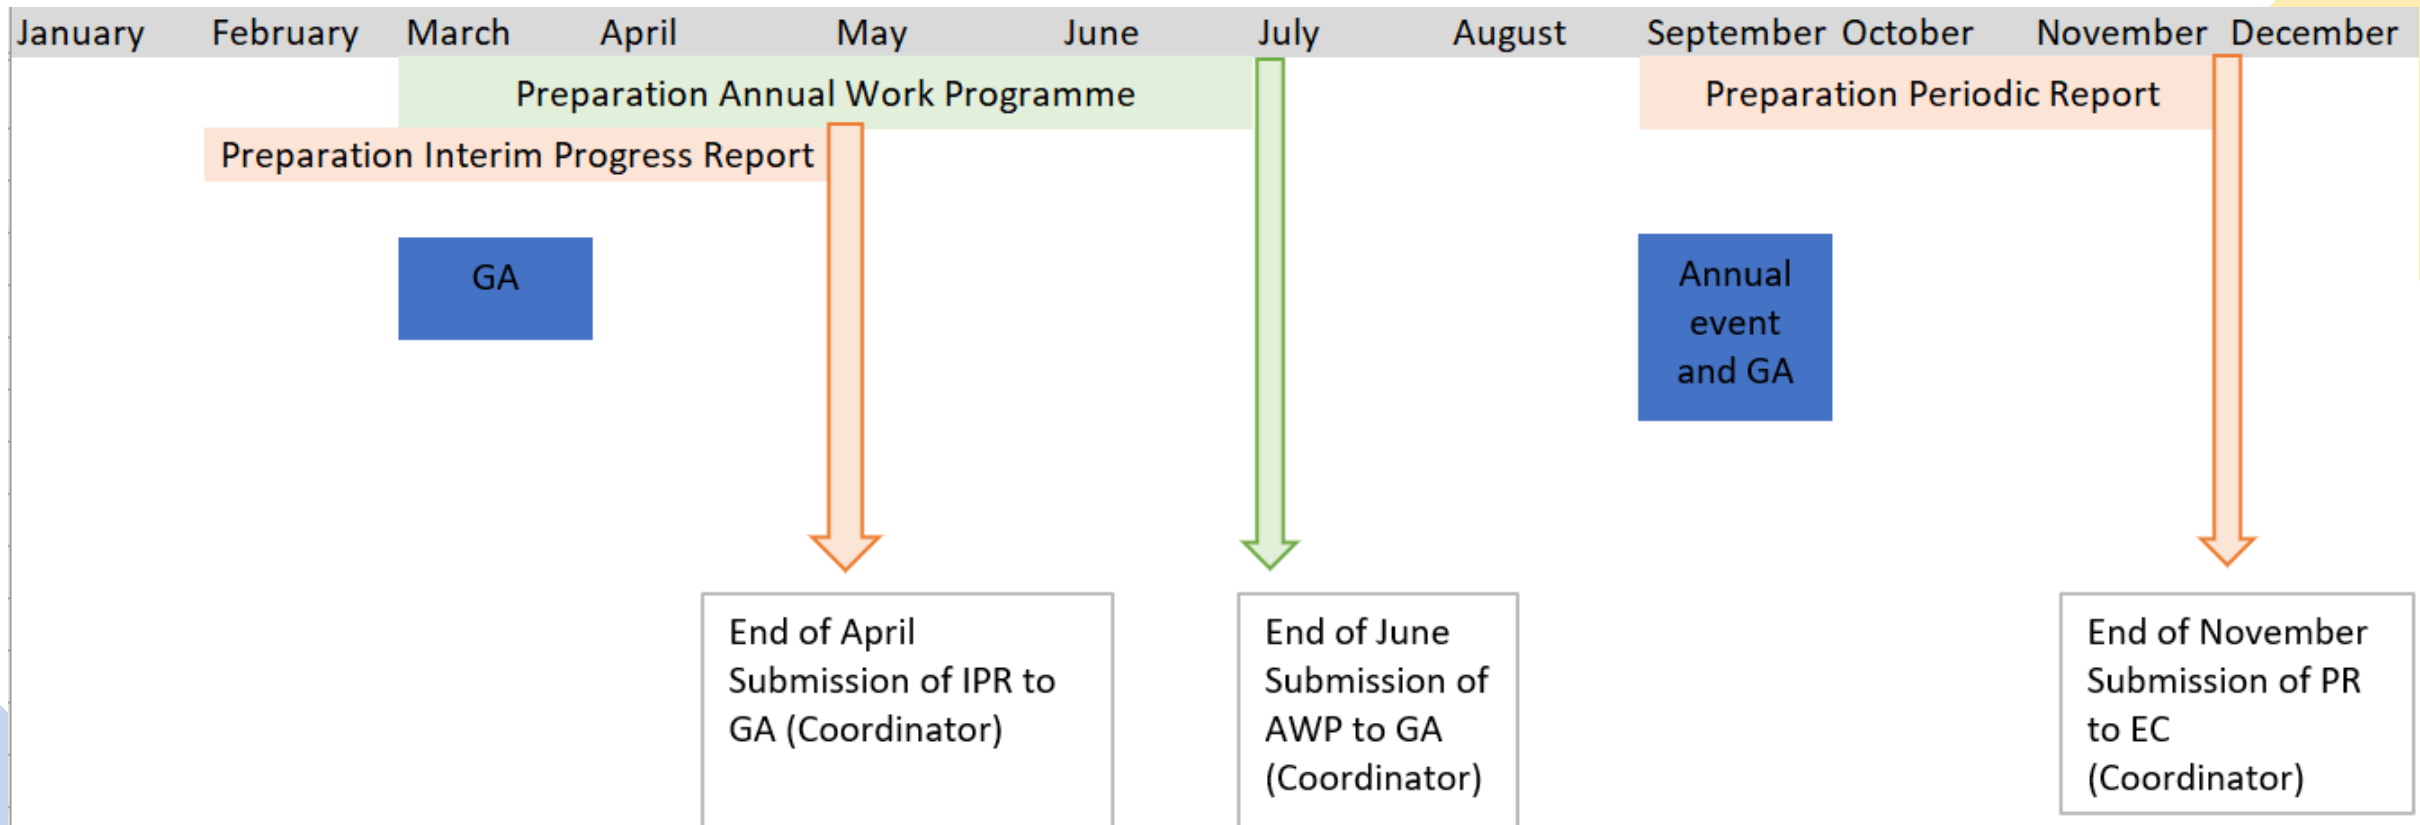 January February March April May June July August September October November December
Preparation Annual Work Programme
Preparation Periodic Report
Preparation Interim Progress Report
GA
Annual
event
and GA
End of April
Submission of IPR to
GA (Coordinator)
End of June
Submission of
AWP to GA
(Coordinator)
End of November
Submission of PR
to EC
(Coordinator)